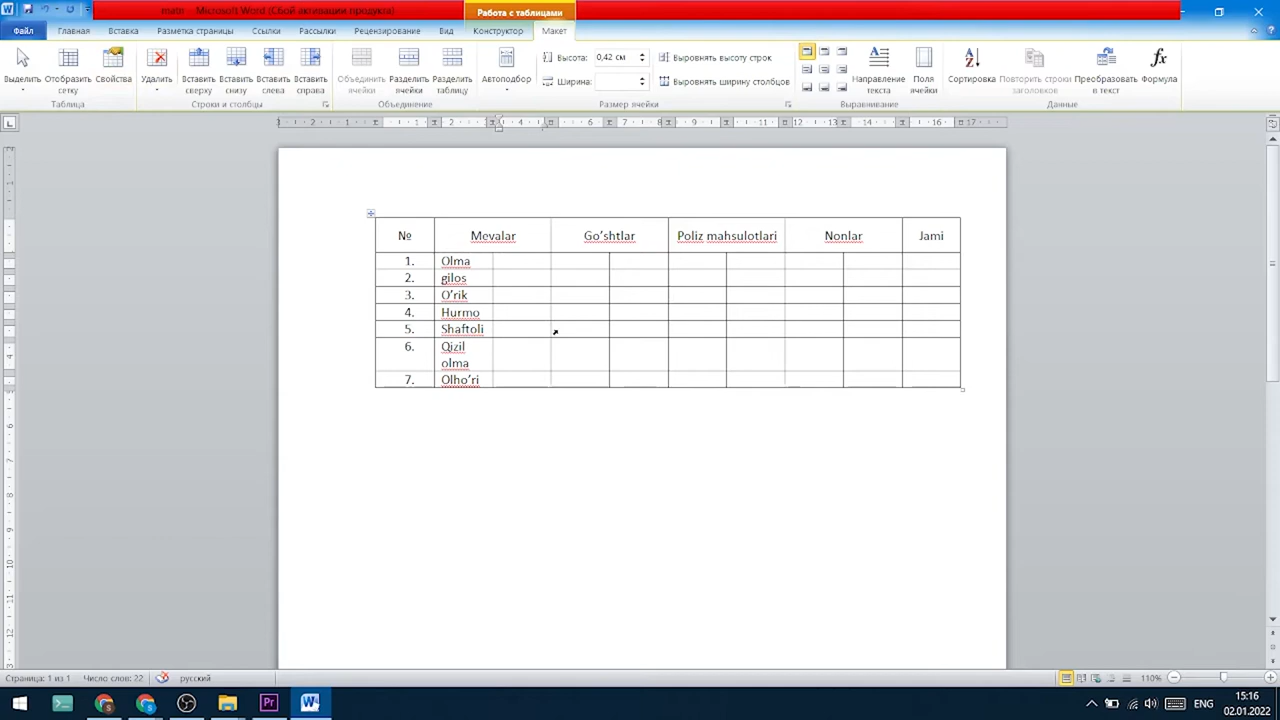 matn - Microsoft Word (Сбой активации продукта)
Работа с таблицами
Файл Главная Вставка Разметка страницы Ссылки Рассылки Рецензирование Вид Конструктор Макет
Выделить Отобразить сетку Свойства
Таблица
Удалить Вставить сверху Вставить снизу Вставить слева Вставить справа
Строки и столбцы
Объединить ячейки Разделить ячейки Разделить таблицу
Объединение
Автоподбор
Высота: 0,42 см
Ширина:
Выровнять высоту строк
Выровнять ширину столбцов
Размер ячейки
Направление текста Поля ячейки
Выравнивание
Сортировка Повторить строки заголовков Преобразовать в текст Формула
Данные
№ Mevalar Go’shtlar Poliz mahsulotlari Nonlar Jami
1. Olma
2. gilos
3. O’rik
4. Hurmo
5. Shaftoli
6. Qizil
olma
7. Olho’ri
Страница: 1 из 1 Число слов: 22 русский 110%
15:16
ENG
02.01.2022